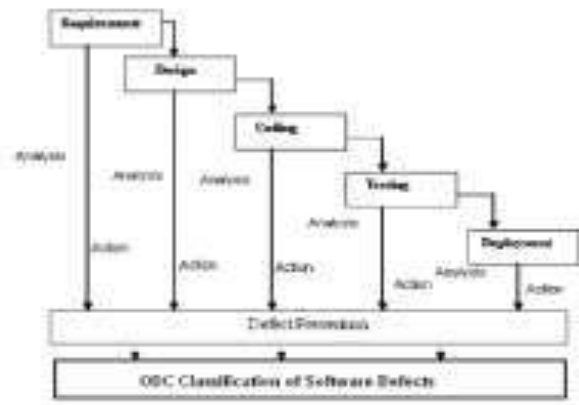 Requirement
Design
Coding
Testing
Deployment
Analysis
Analysis
Analysis
Analysis
Analysis
Action
Action
Action
Action
Action
Defect Prevention
ODC Classification of Software Defects